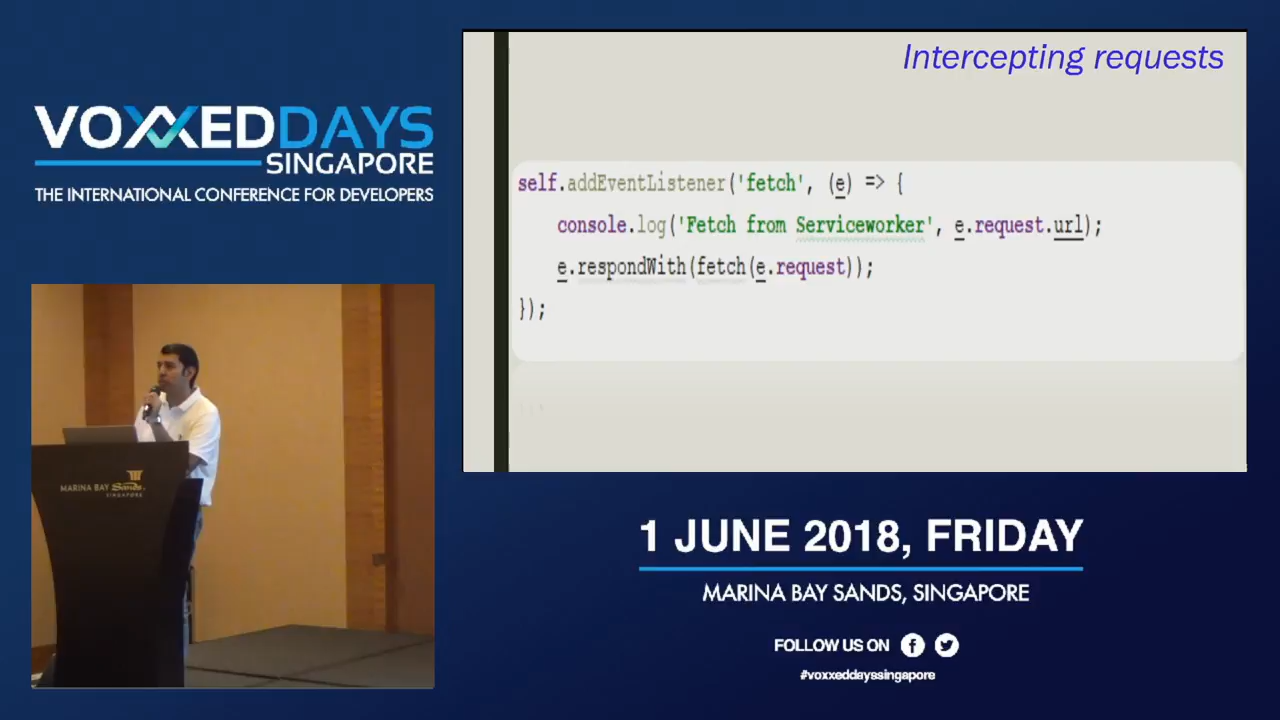 VOXXEDDAYS
SINGAPORE
THE INTERNATIONAL CONFERENCE FOR DEVELOPERS
Intercepting requests
self.addEventListener('fetch', (e) => {
console.log('Fetch from Serviceworker', e.request.url);
e.respondWith(fetch(e.request));
});
MARINA BAY Sands
SINGAPORE
1 JUNE 2018, FRIDAY
MARINA BAY SANDS, SINGAPORE
FOLLOW US ON
#voxxeddayssingapore